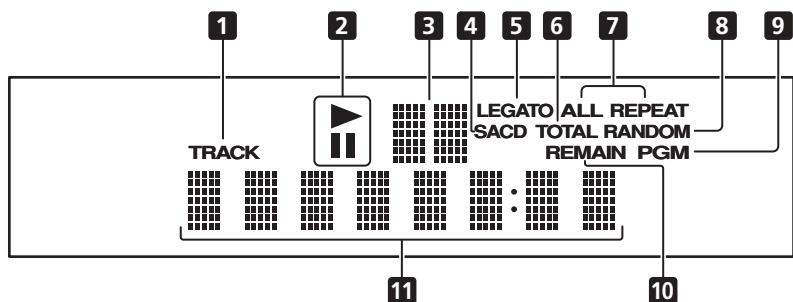 1 2 3 4 5 6 7 8 9
LEGATO ALL REPEAT
SACD TOTAL RANDOM
TRACK REMAIN PGM
:
11 10